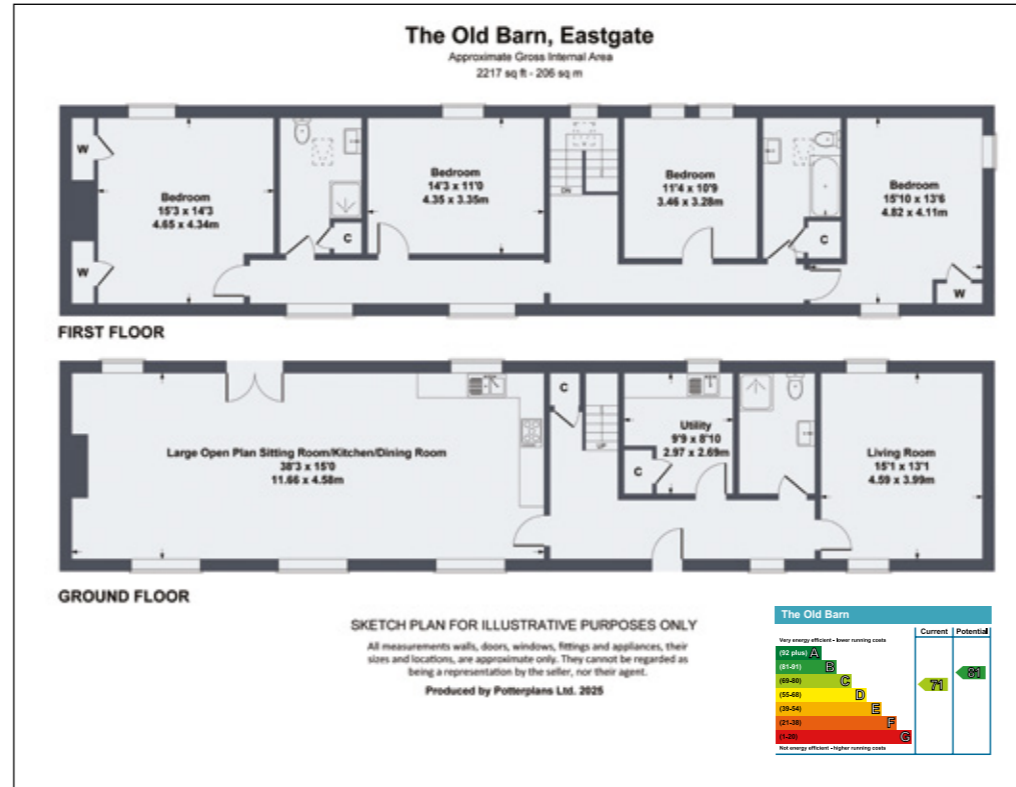 The Old Barn, Eastgate
Approximate Gross Internal Area
2217 sq ft - 206 sq m
W
W
Bedroom
15'3 x 14'3
4.65 x 4.34m
C
Bedroom
14'3 x 11'0
4.35 x 3.35m
DN
Bedroom
11'4 x 10'9
3.46 x 3.28m
C
Bedroom
15'10 x 13'6
4.82 x 4.11m
W
FIRST FLOOR
Large Open Plan Sitting Room/Kitchen/Dining Room
38'3 x 15'0
11.66 x 4.58m
C
UP
Utility
9'9 x 8'10
2.97 x 2.69m
C
Living Room
15'1 x 13'1
4.59 x 3.99m
GROUND FLOOR
SKETCH PLAN FOR ILLUSTRATIVE PURPOSES ONLY
All measurements walls, doors, windows, fittings and appliances, their
sizes and locations, are approximate only. They cannot be regarded as
being a representation by the seller, nor their agent.
Produced by Potterplans Ltd. 2025
The Old Barn
Current Potential
Very energy efficient - lower running costs
(92 plus) A
(81-91) B
(69-80) C
(55-68) D
(39-54) E
(21-38) F
(1-20) G
71
81
Not energy efficient - higher running costs